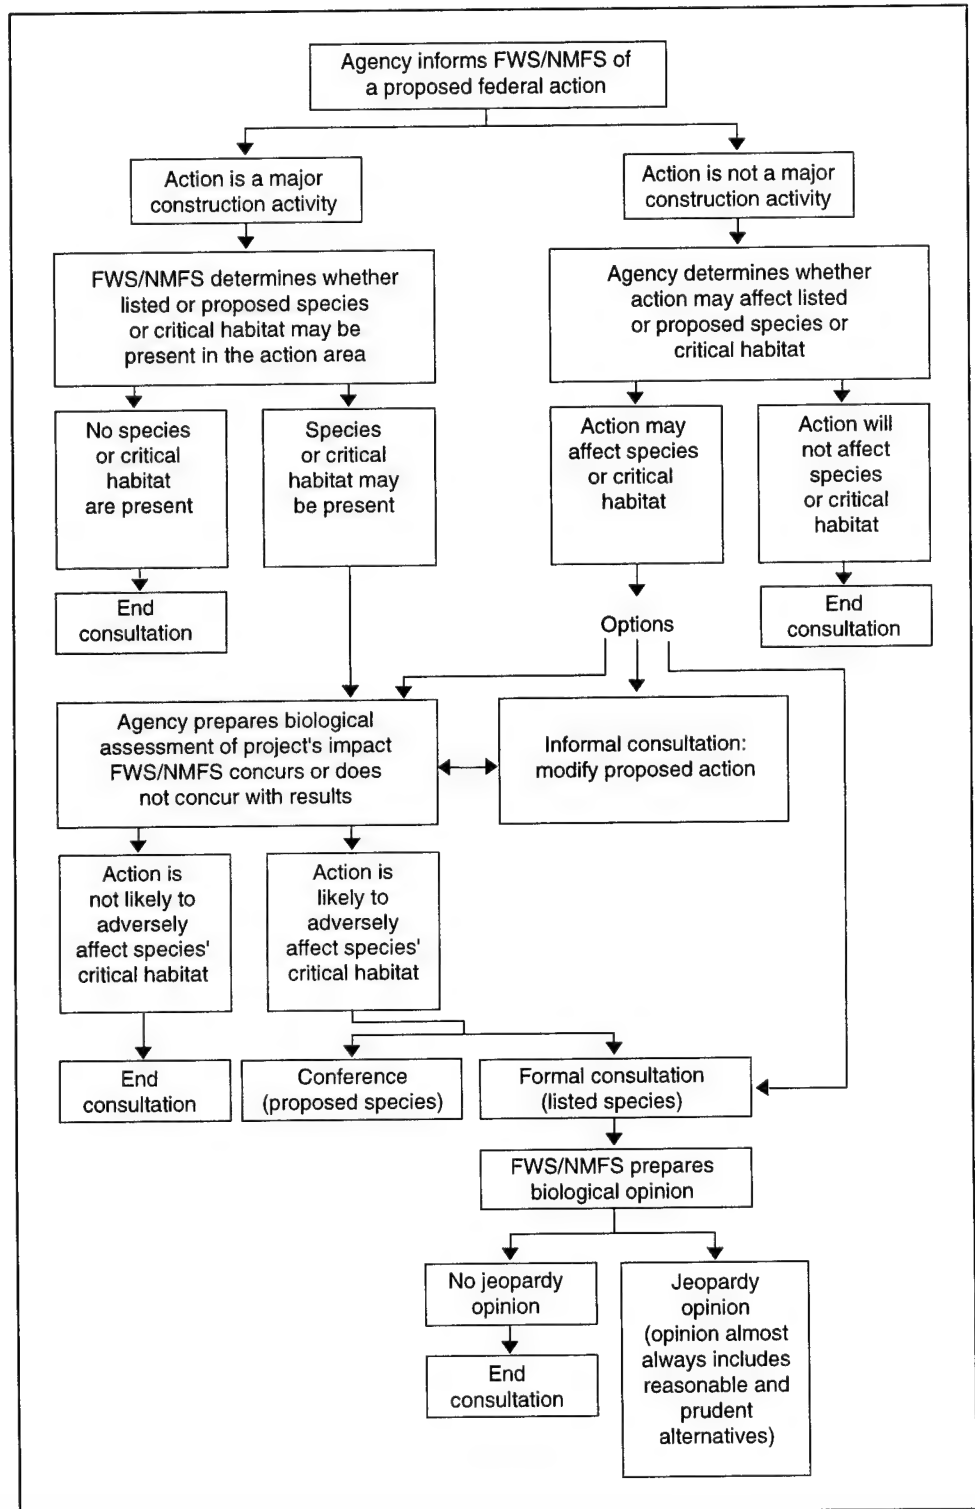 Agency informs FWS/NMFS of
a proposed federal action
Action is a major
construction activity
Action is not a major
construction activity
FWS/NMFS determines whether
listed or proposed species
or critical habitat may be
present in the action area
Agency determines whether
action may affect listed
or proposed species or
critical habitat
No species
or critical
habitat
are present
Species
or critical
habitat may
be present
Action may
affect species
or critical
habitat
Action will
not affect
species
or critical
habitat
End
consultation
Options
End
consultation
Agency prepares biological
assessment of project's impact
FWS/NMFS concurs or does
not concur with results
Informal consultation:
modify proposed action
Action is
not likely to
adversely
affect species'
critical habitat
Action is
likely to
adversely
affect species'
critical habitat
End
consultation
Conference
(proposed species)
Formal consultation
(listed species)
FWS/NMFS prepares
biological opinion
No jeopardy
opinion
Jeopardy
opinion
(opinion almost
always includes
reasonable and
prudent
alternatives)
End
consultation